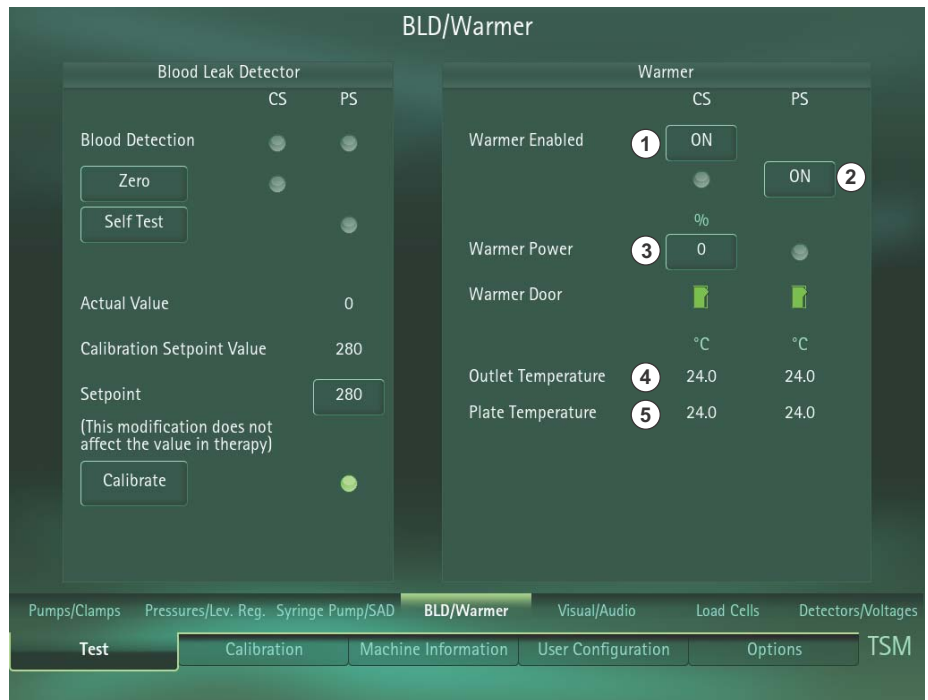 BLD/Warmer
Blood Leak Detector
CS PS
Blood Detection
Zero
Self Test
Actual Value 0
Calibration Setpoint Value 280
Setpoint 280
(This modification does not
affect the value in therapy)
Calibrate
Warmer
CS PS
Warmer Enabled 1 ON
ON 2
%
Warmer Power 3 0
Warmer Door
°C °C
Outlet Temperature 4 24.0 24.0
Plate Temperature 5 24.0 24.0
Pumps/Clamps Pressures/Lev. Reg. Syringe Pump/SAD BLD/Warmer Visual/Audio Load Cells Detectors/Voltages
Test Calibration Machine Information User Configuration Options TSM